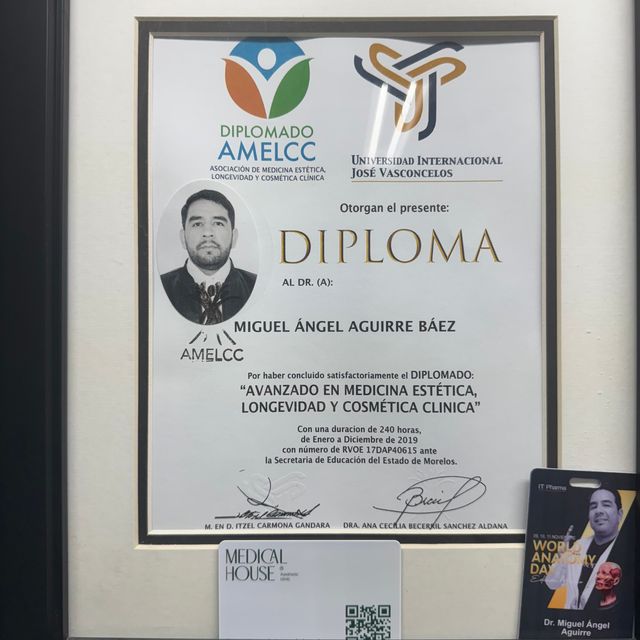 DIPLOMADO
AMELCC
ASOCIACIÓN DE MEDICINA ESTÉTICA,
LONGEVIDAD Y COSMÉTICA CLÍNICA
UNIVERSIDAD INTERNACIONAL
JOSÉ VASCONCELOS
Otorgan el presente:
DIPLOMA
AL DR. (A):
MIGUEL ÁNGEL AGUIRRE BÁEZ
AMELCC
Por haber concluido satisfactoriamente el DIPLOMADO:
“AVANZADO EN MEDICINA ESTÉTICA,
LONGEVIDAD Y COSMÉTICA CLINICA”
Con una duracion de 240 horas,
de Enero a Diciembre de 2019
con número de RVOE 17DAP40615 ante
la Secretaria de Educación del Estado de Morelos.
M. EN D. ITZEL CARMONA GANDARA
DRA. ANA CECILIA BECERRIL SANCHEZ ALDANA
MEDICAL
HOUSE
IT Pharma
WORLD
ANATOMY
DAY
Dr. Miguel Ángel
Aguirre